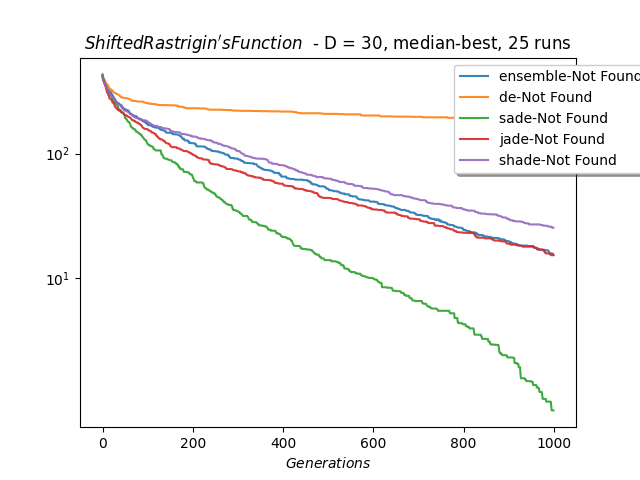 ShiftedRastrigin'sFunction - D = 30, median-best, 25 runs
ensemble-Not Found
de-Not Found
sade-Not Found
jade-Not Found
shade-Not Found
10²
10¹
0 200 400 600 800 1000
Generations